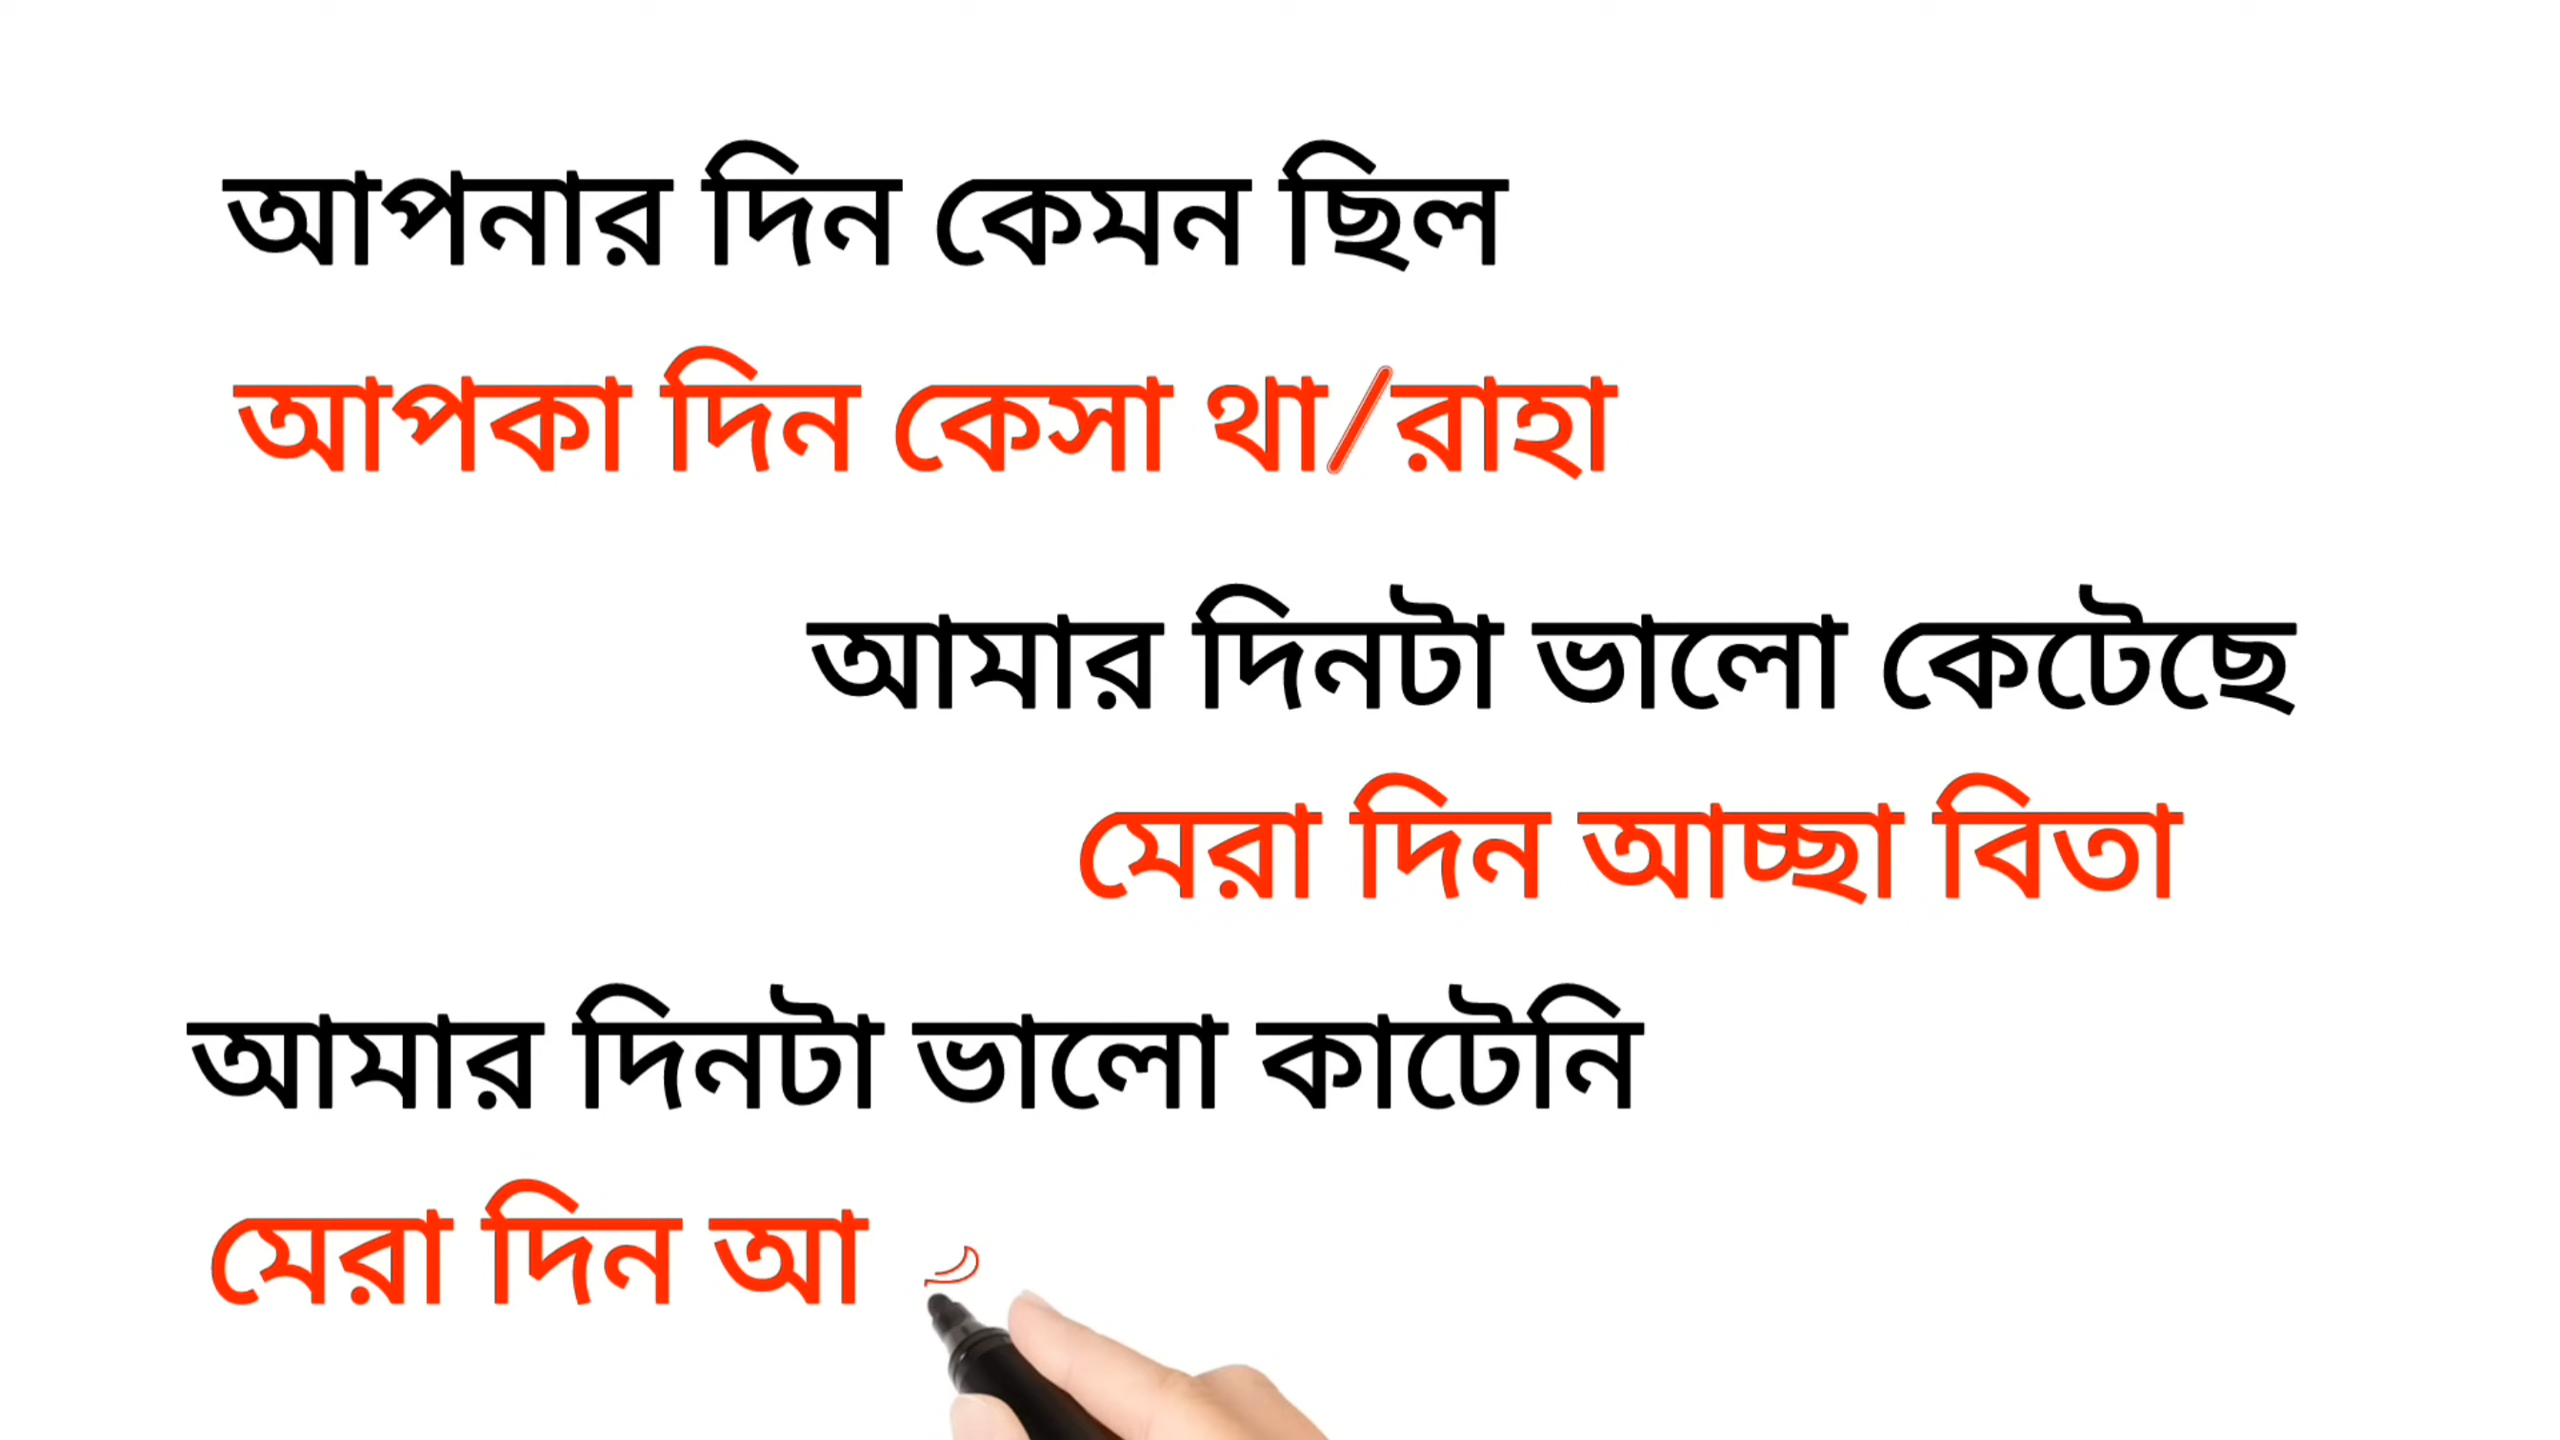 আপনার দিন কেমন ছিল
আপকা দিন কেসা থা/রাহা
আমার দিনটা ভালো কেটেছে
মেরা দিন আচ্ছা বিতা
আমার দিনটা ভালো কাটেনি
মেরা দিন আ